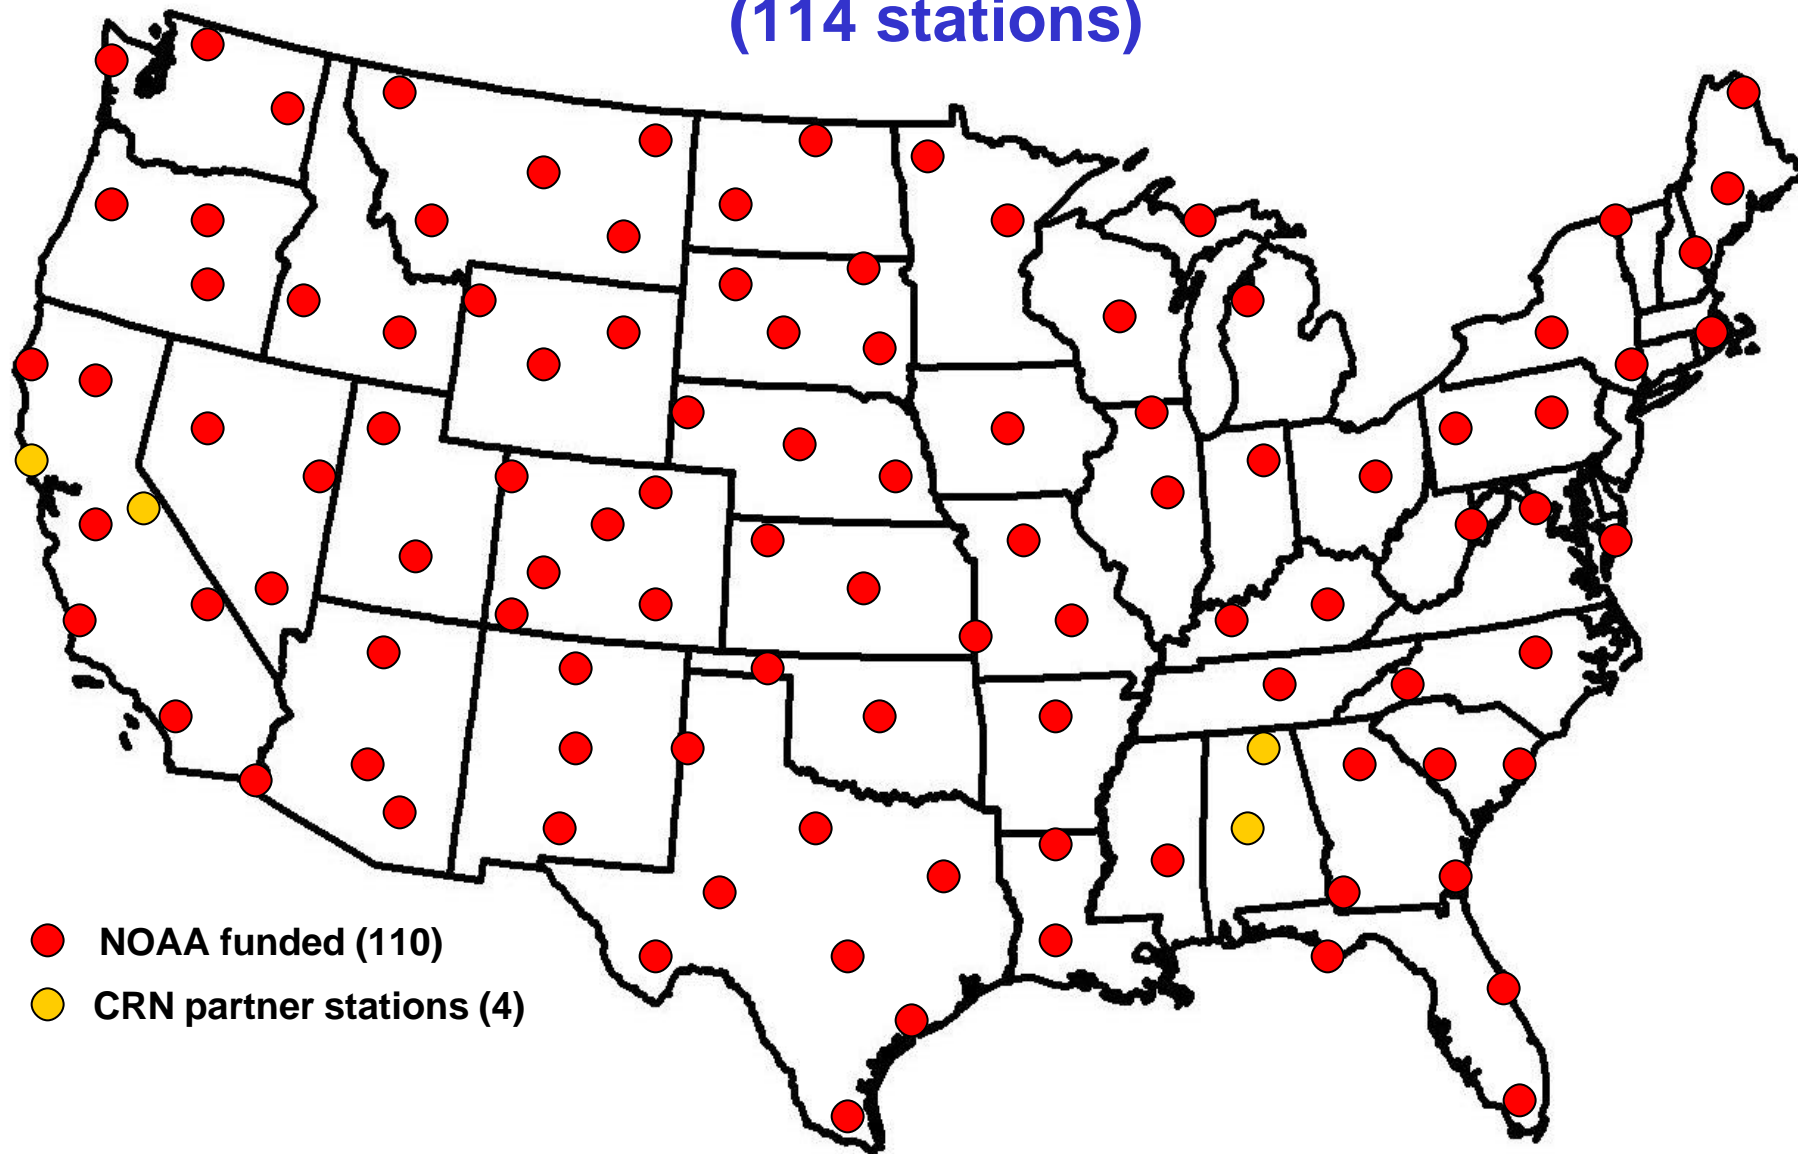 (114 stations)
NOAA funded (110)
CRN partner stations (4)